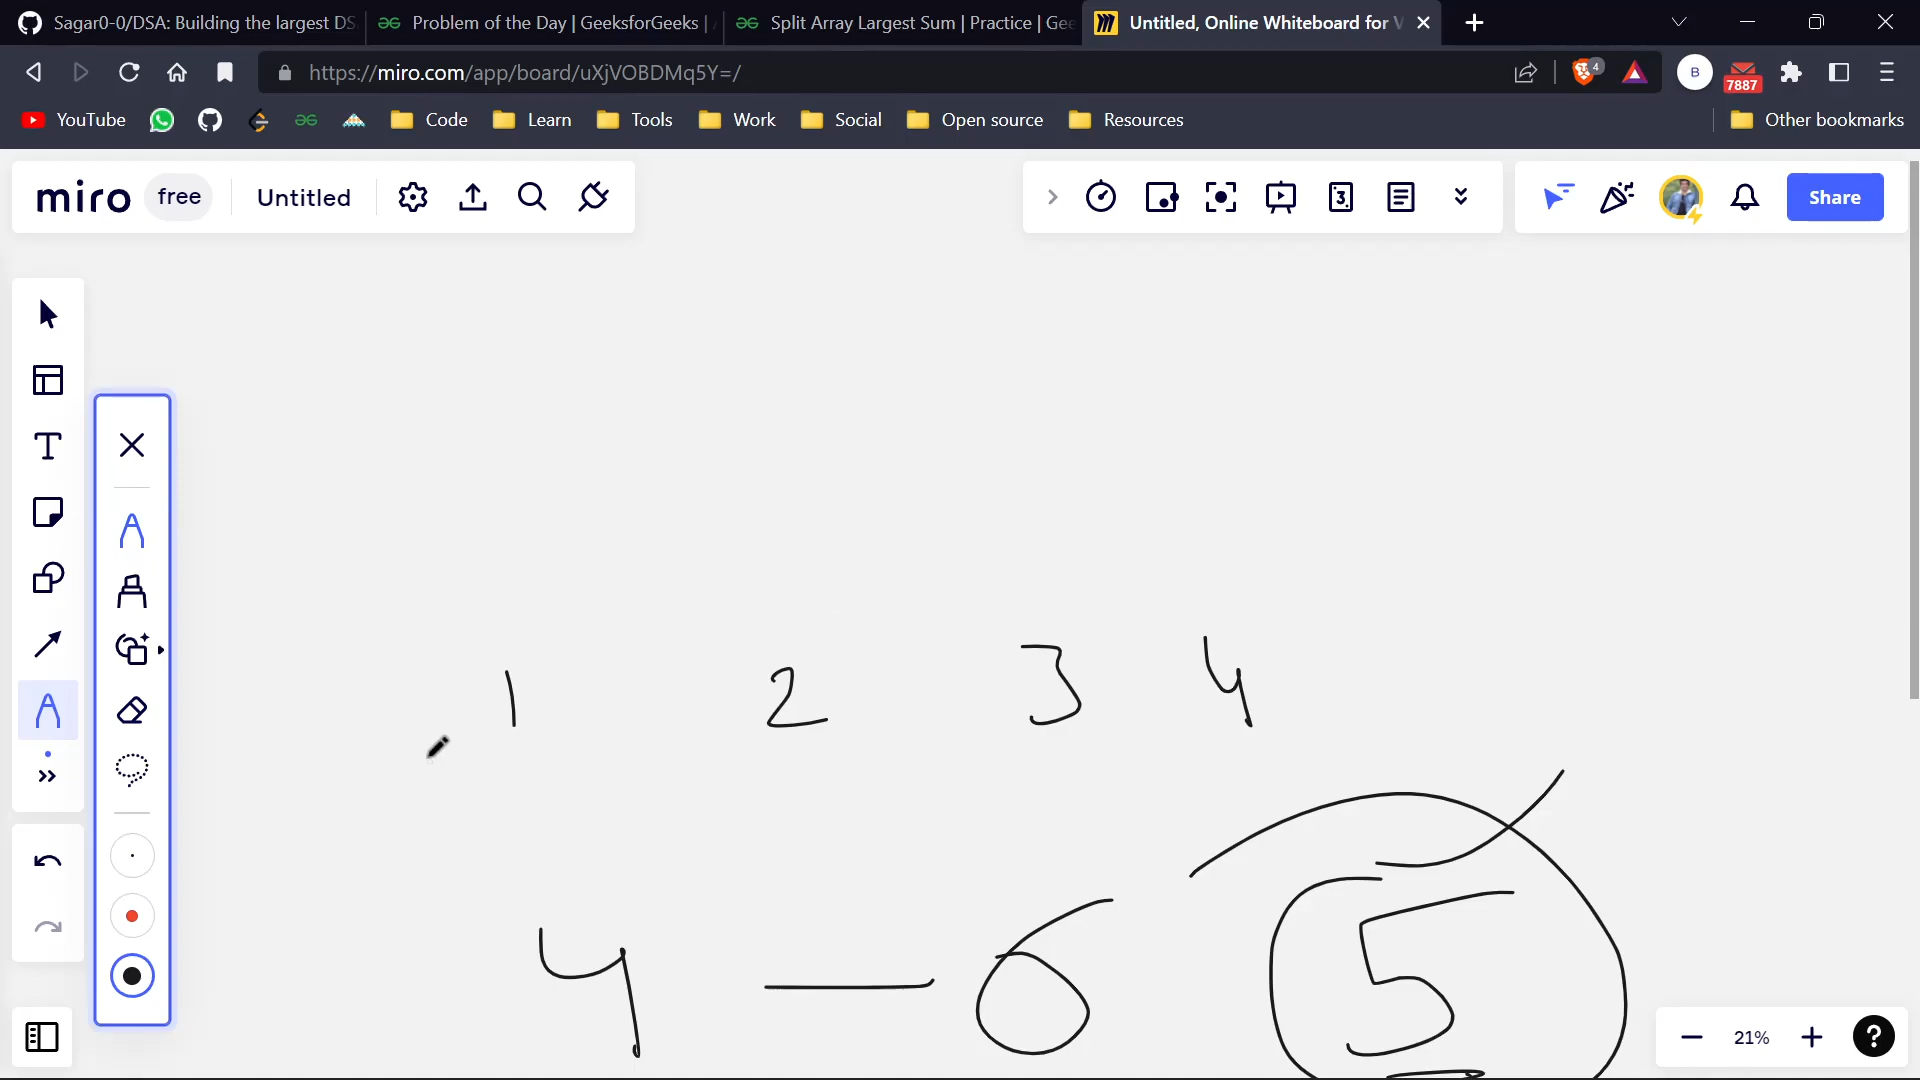 Sagar0-0/DSA: Building the largest DS
Problem of the Day | GeeksforGeeks |
Split Array Largest Sum | Practice | Gee
Untitled, Online Whiteboard for V
https://miro.com/app/board/uXjVOBDMq5Y=/
4
B
7887
YouTube
Code
Learn
Tools
Work
Social
Open source
Resources
Other bookmarks
miro
free
Untitled
3
Share
1 2 3 4
4 — 6 5
21%
?